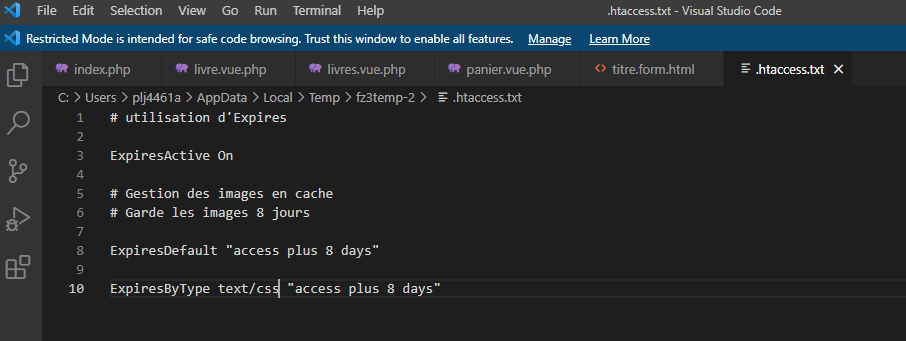 File Edit Selection View Go Run Terminal Help .htaccess.txt - Visual Studio Code
Restricted Mode is intended for safe code browsing. Trust this window to enable all features. Manage Learn More
index.php livre.vue.php livres.vue.php panier.vue.php titre.form.html .htaccess.txt
C: > Users > plj4461a > AppData > Local > Temp > fz3temp-2 > .htaccess.txt
1 # utilisation d'Expires
2
3 ExpiresActive On
4
5 # Gestion des images en cache
6 # Garde les images 8 jours
7
8 ExpiresDefault "access plus 8 days"
9
10 ExpiresByType text/css "access plus 8 days"